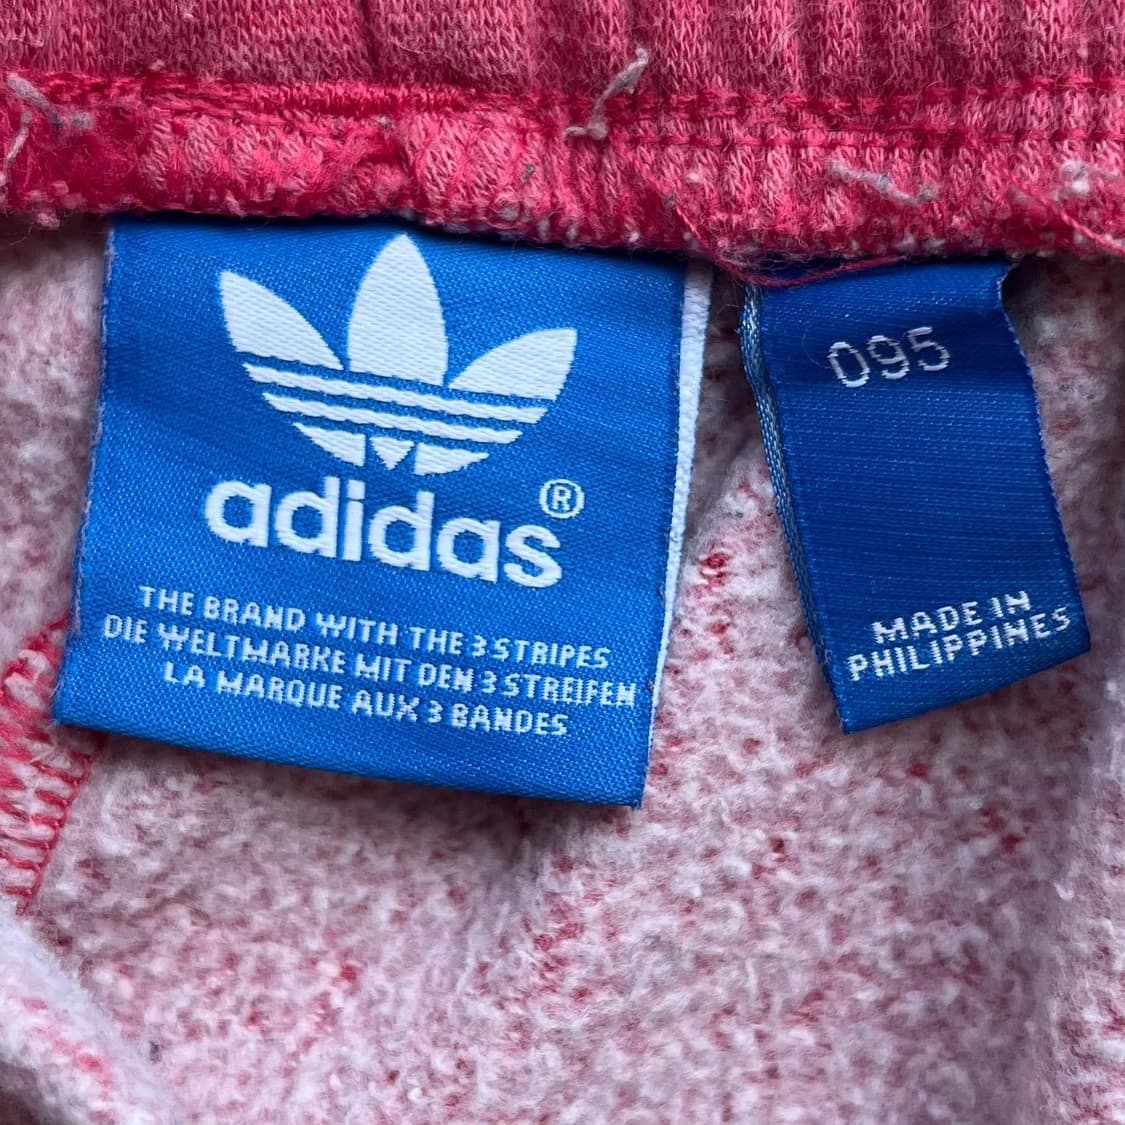 adidas®
THE BRAND WITH THE 3 STRIPES
DIE WELTMARKE MIT DEN 3 STREIFEN
LA MARQUE AUX 3 BANDES
095
MADE IN
PHILIPPINES